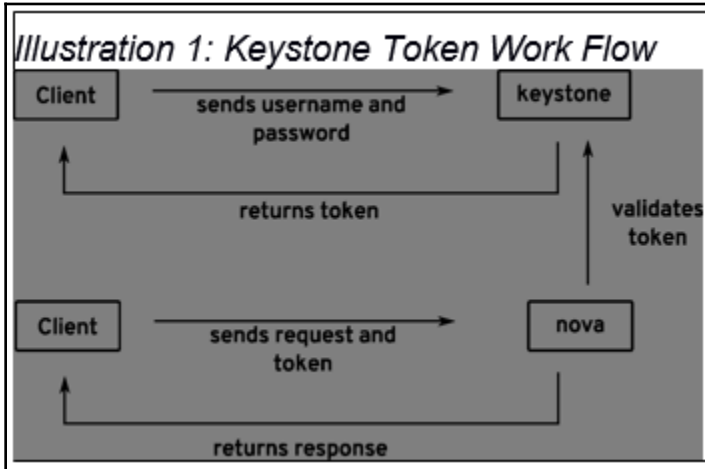 Illustration 1: Keystone Token Work Flow
Client
sends username and
password
keystone
returns token
validates
token
Client
sends request and
token
nova
returns response